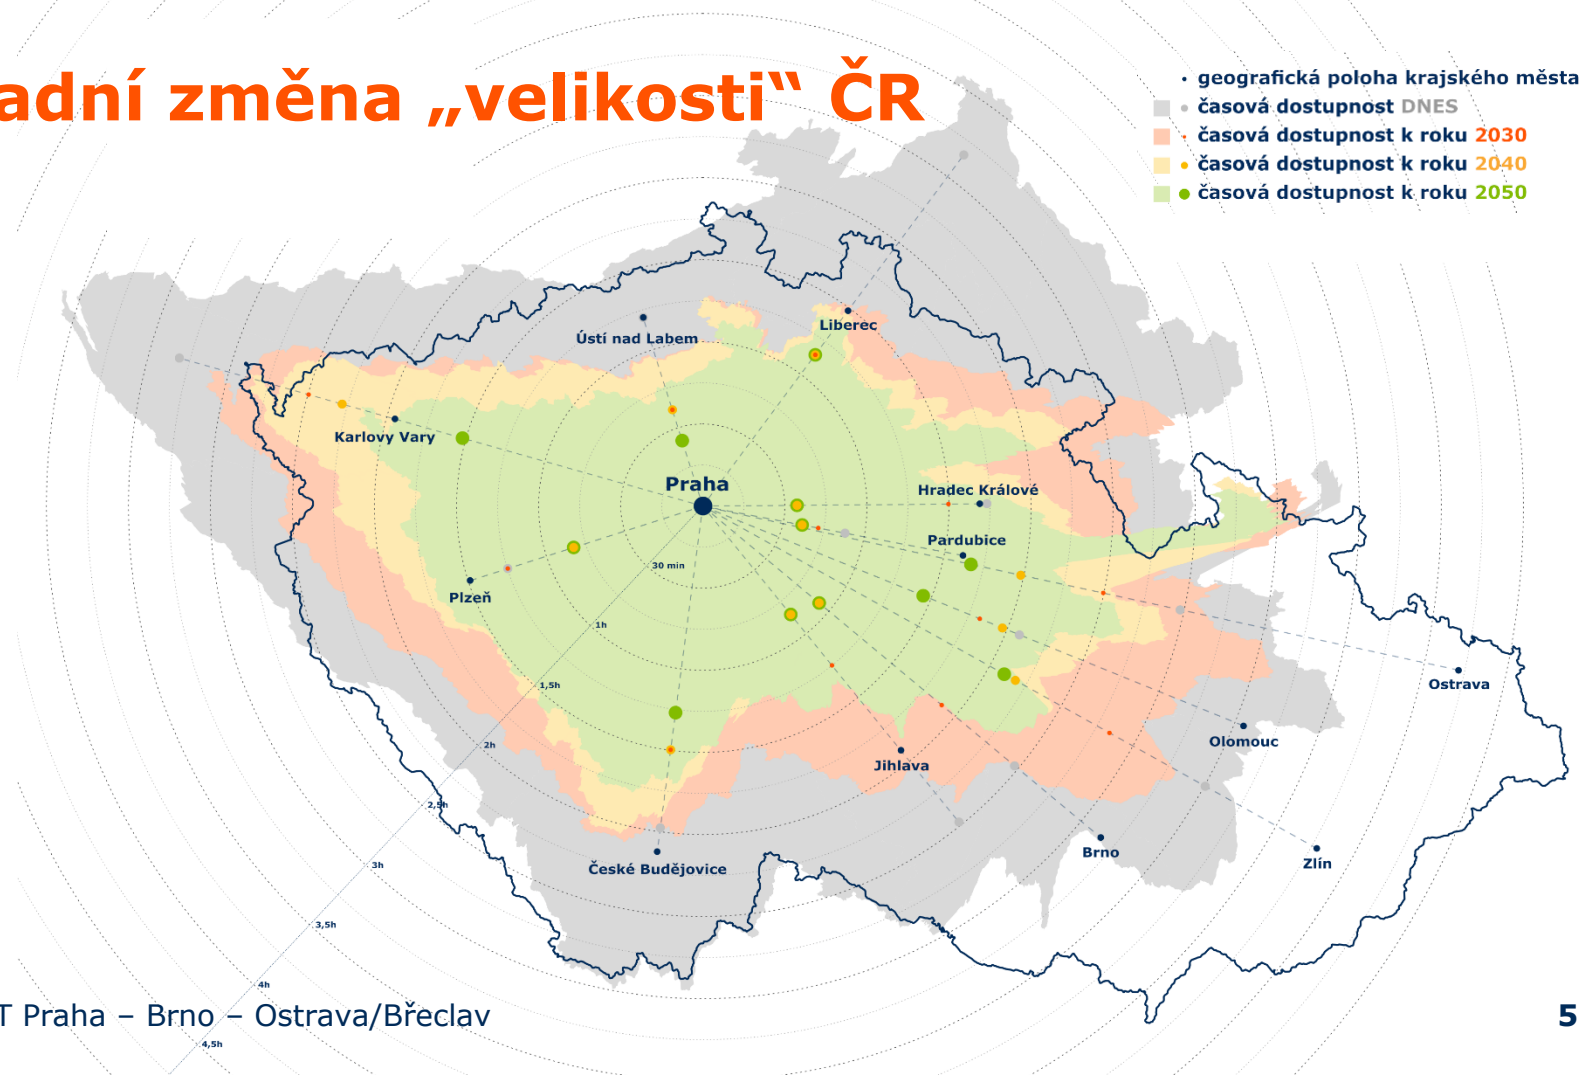 adní změna „velikosti“ ČR
geografická poloha krajského města
časová dostupnost DNES
časová dostupnost k roku 2030
časová dostupnost k roku 2040
časová dostupnost k roku 2050
Liberec
Ústí nad Labem
Karlovy Vary
Praha
Hradec Králové
Pardubice
30 min
Plzeň
1h
1,5h
Ostrava
2h
Olomouc
Jihlava
2,5h
Brno
Zlín
České Budějovice
3h
3,5h
4h
T Praha – Brno – Ostrava/Břeclav
5
4,5h